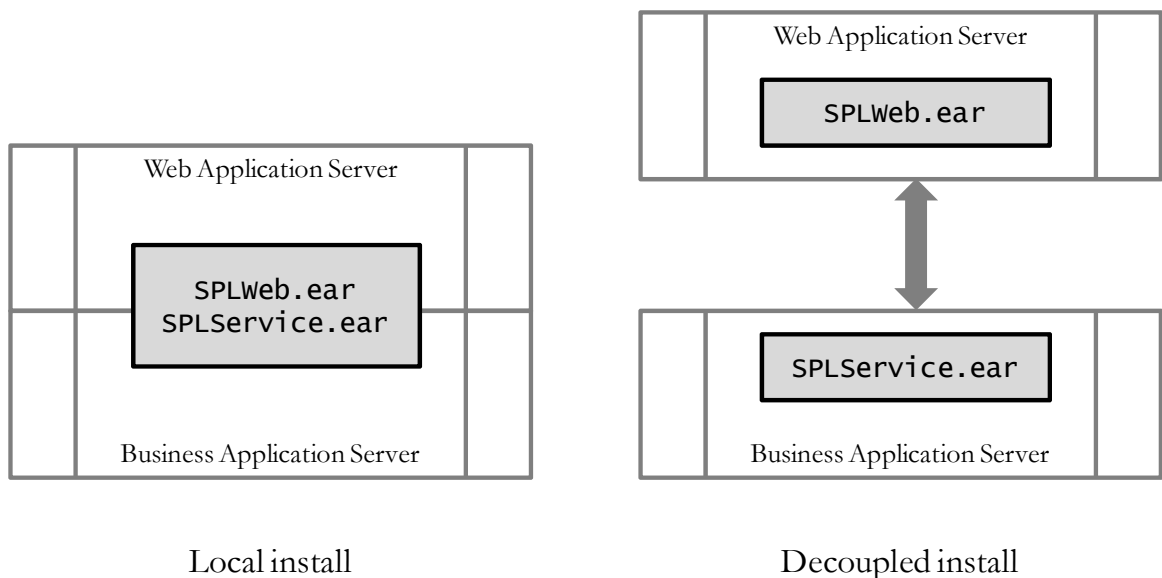 Web Application Server
SPLWeb.ear
SPLService.ear
Business Application Server
Local install
Web Application Server
SPLWeb.ear
SPLService.ear
Business Application Server
Decoupled install